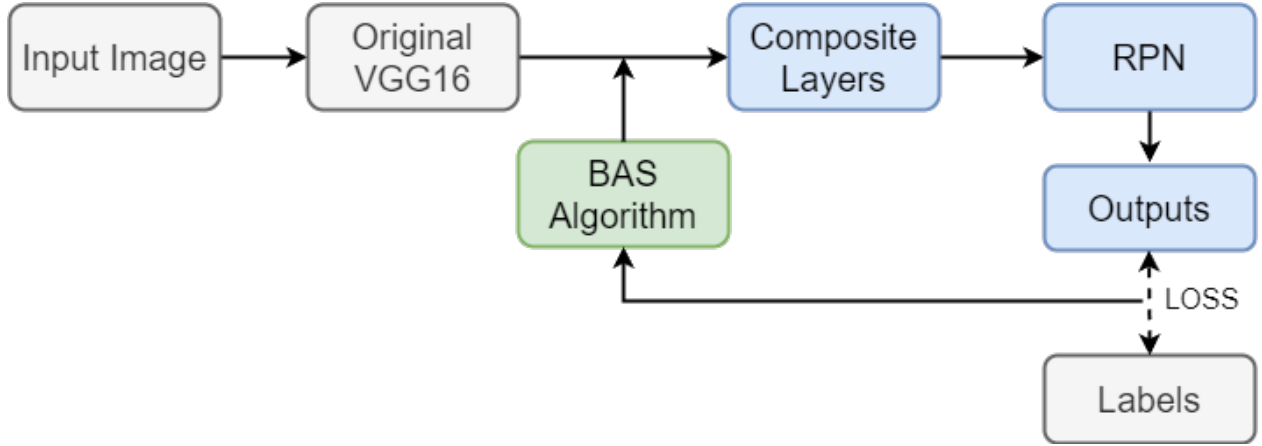 Input Image
Original
VGG16
Composite
Layers
RPN
BAS
Algorithm
Outputs
LOSS
Labels